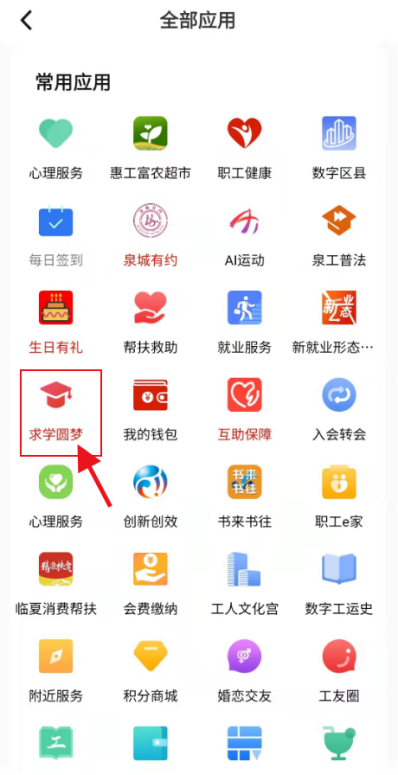 全部应用
常用应用
心理服务 惠工富农超市 职工健康 数字区县
每日签到 泉城有约 AI运动 泉工普法
生日有礼 帮扶救助 就业服务 新就业形态…
求学圆梦 我的钱包 互助保障 入会转会
书来
书往
心理服务 创新创效 书来书往 职工e家
临夏消费帮扶 会费缴纳 工人文化宫 数字工运史
附近服务 积分商城 婚恋交友 工友圈